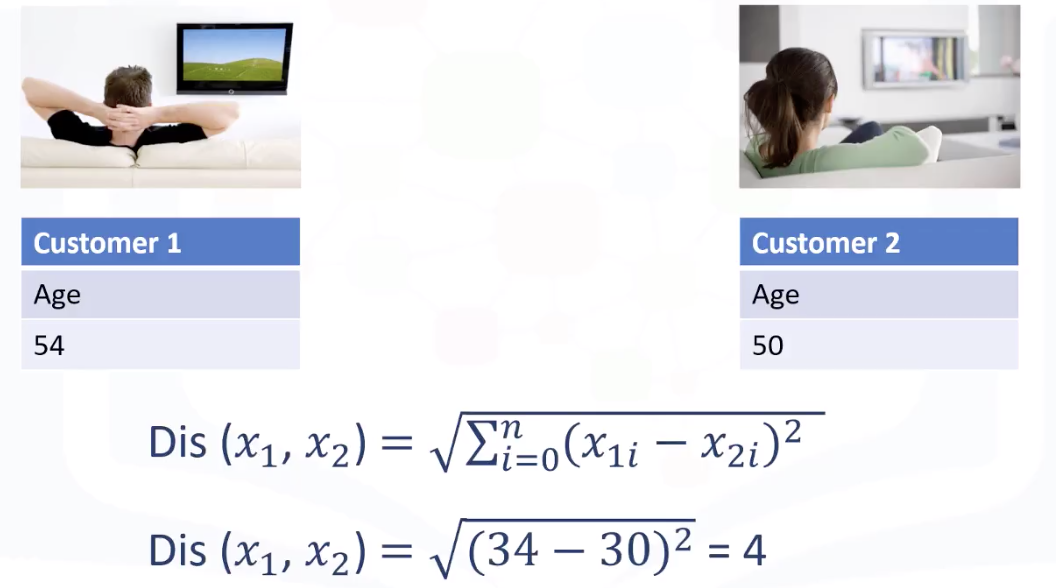 Customer 1
Age
54
Customer 2
Age
50
Dis (x₁, x₂) = √∑ⁿᵢ₌₀(x₁ᵢ − x₂ᵢ)²
Dis (x₁, x₂) = √(34 − 30)² = 4